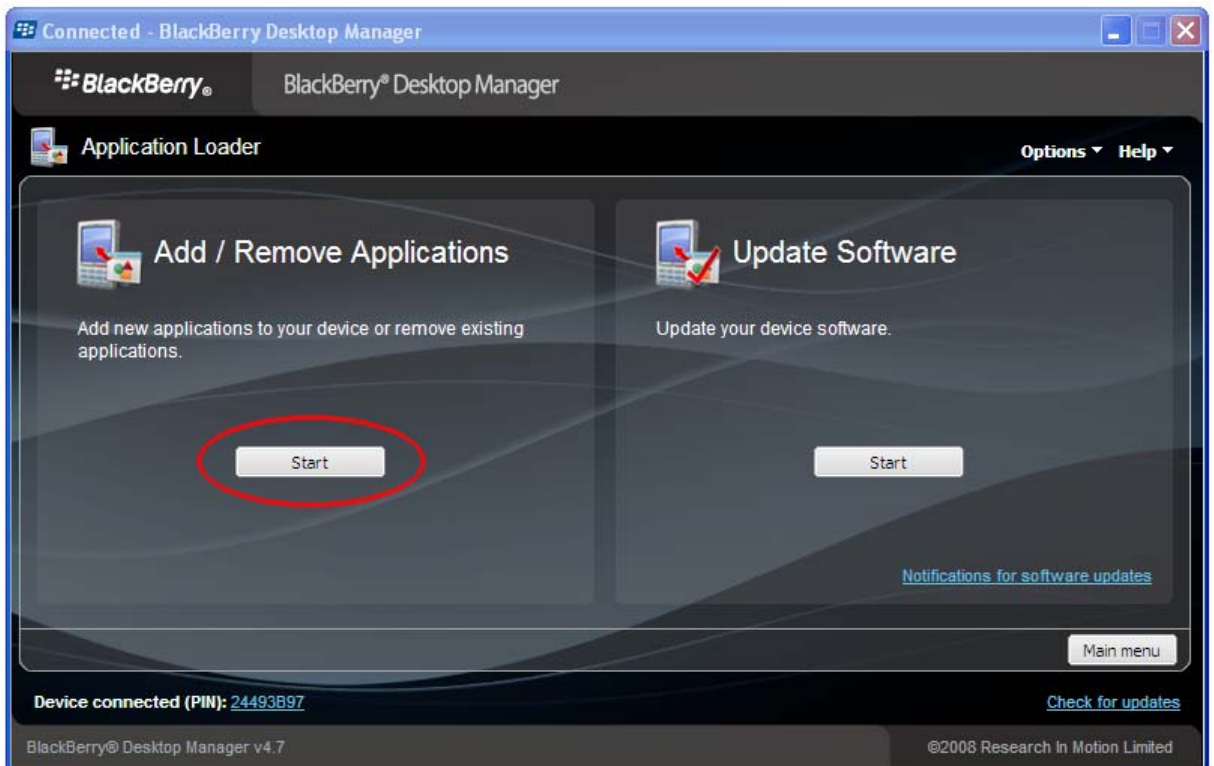 Connected - BlackBerry Desktop Manager
BlackBerry® BlackBerry® Desktop Manager
Application Loader
Options Help
Add / Remove Applications
Add new applications to your device or remove existing
applications.
Start
Update Software
Update your device software.
Start
Notifications for software updates
Main menu
Device connected (PIN): 24493B97
Check for updates
BlackBerry® Desktop Manager v4.7
©2008 Research In Motion Limited